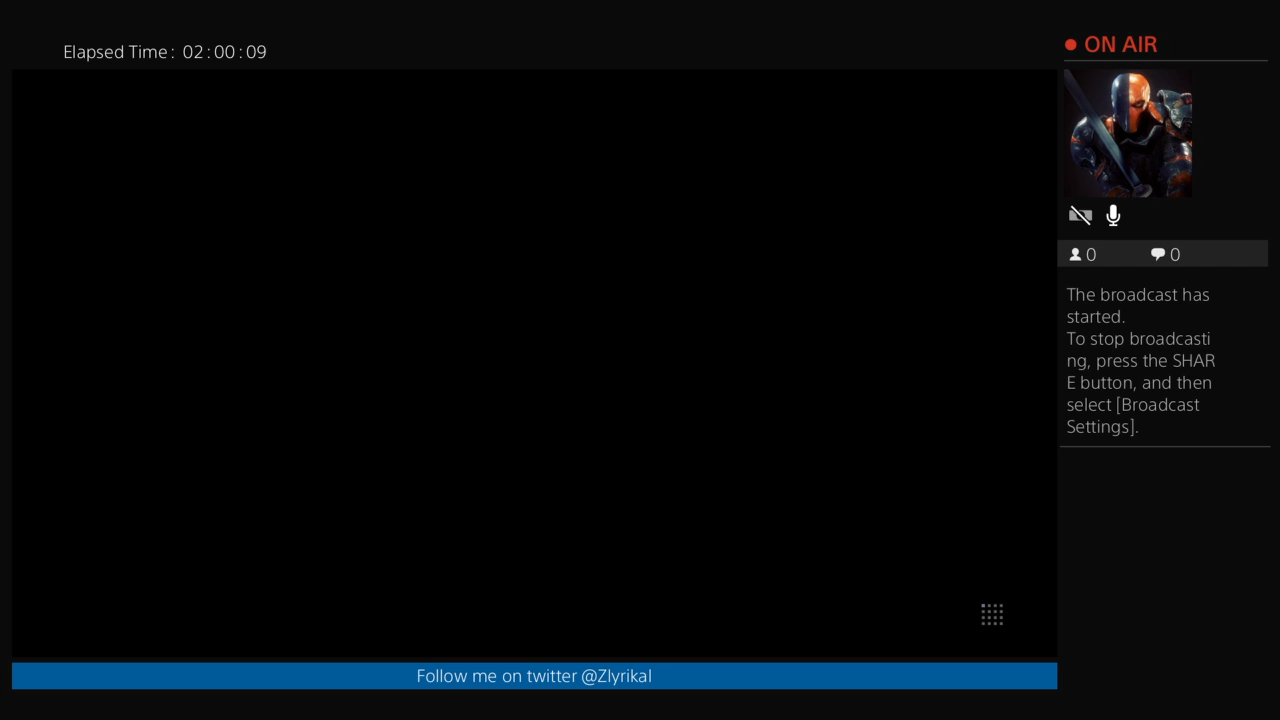 Elapsed Time: 02:00:09
ON AIR
0 0
The broadcast has
started.
To stop broadcasti
ng, press the SHAR
E button, and then
select [Broadcast
Settings].
Follow me on twitter @Zlyrikal